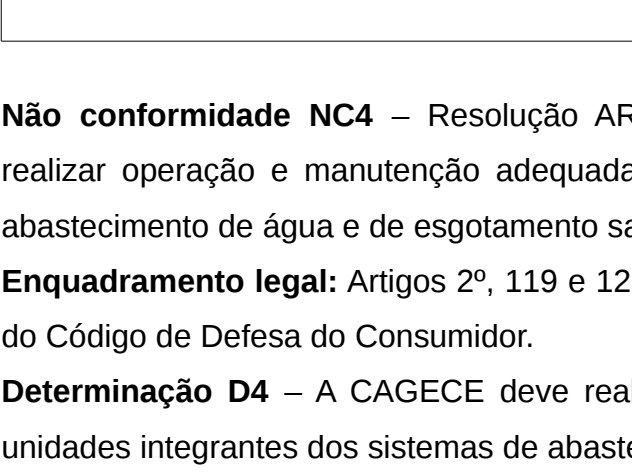 Não conformidade NC4 – Resolução AR
realizar operação e manutenção adequada
abastecimento de água e de esgotamento sa
Enquadramento legal: Artigos 2º, 119 e 12
do Código de Defesa do Consumidor.
Determinação D4 – A CAGECE deve real
unidades integrantes dos sistemas de abaste